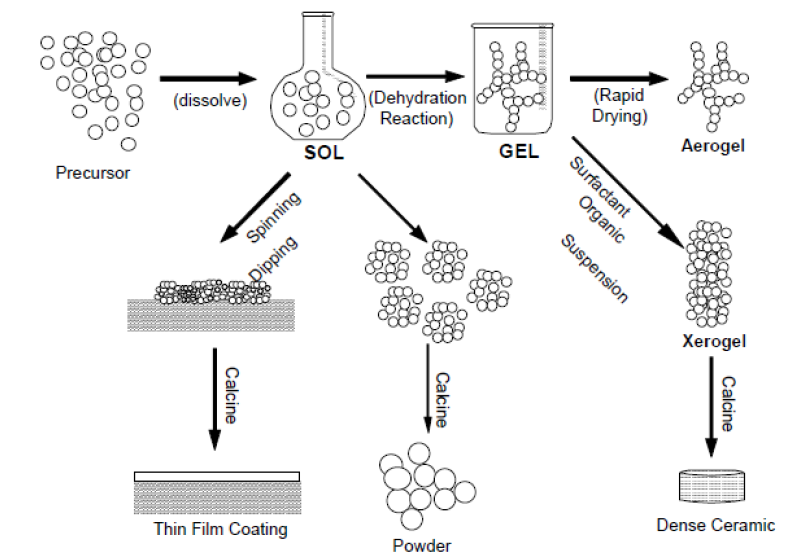 (dissolve)
(Dehydration
Reaction)
(Rapid
Drying)
Precursor
SOL
GEL
Aerogel
Spinning
Dipping
Surfactant
Organic
Suspension
Xerogel
Calcine
Calcine
Calcine
Thin Film Coating
Powder
Dense Ceramic